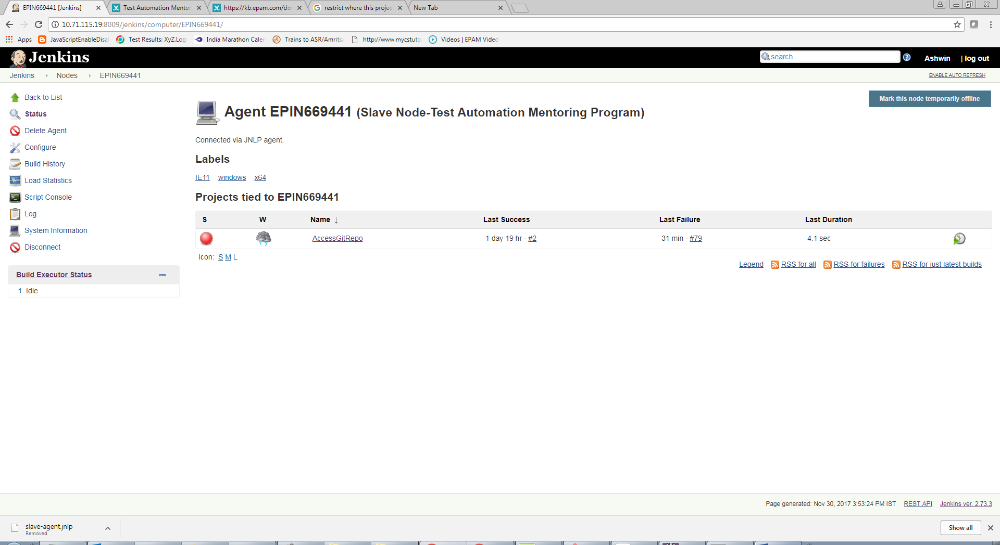 EPIN669441 [Jenkins]
Test Automation Mentor
https://kb.epam.com/do
restrict where this projec
New Tab
10.71.115.19:8009/jenkins/computer/EPIN669441/
Apps
JavaScriptEnableDisa
Test Results: XyZ.Log
India Marathon Caler
Trains to ASR/Amrits
http://www.mycstuto
Videos | EPAM Video
Jenkins
search
Ashwin
| log out
Jenkins
Nodes
EPIN669441
ENABLE AUTO REFRESH
Back to List
Status
Delete Agent
Configure
Build History
Load Statistics
Script Console
Log
System Information
Disconnect
Build Executor Status
1 Idle
Mark this node temporarily offline
Agent EPIN669441 (Slave Node-Test Automation Mentoring Program)
Connected via JNLP agent.
Labels
IE11 windows x64
Projects tied to EPIN669441
S W Name ↓ Last Success Last Failure Last Duration
AccessGitRepo 1 day 19 hr - #2 31 min - #79 4.1 sec
Icon: S M L
Legend RSS for all RSS for failures RSS for just latest builds
Page generated: Nov 30, 2017 3:53:24 PM IST REST API Jenkins ver. 2.73.3
slave-agent.jnlp
Removed
Show all